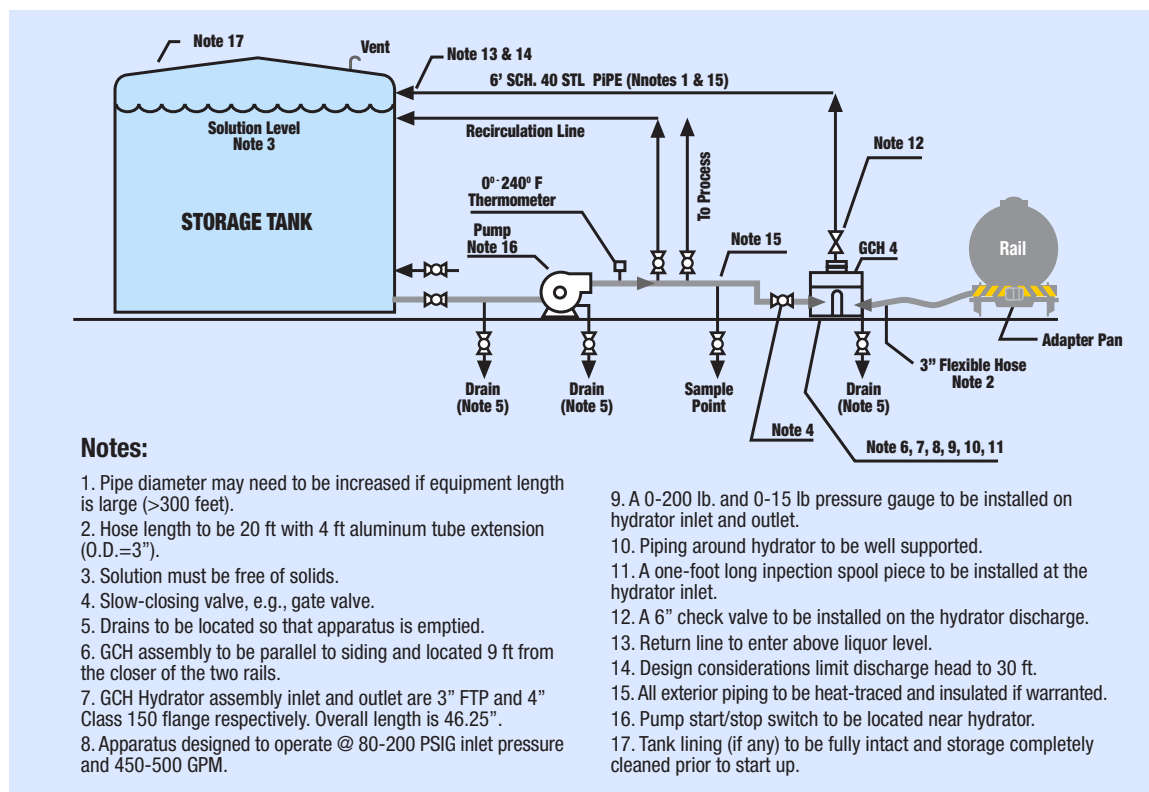 Note 17
Vent
Note 13 & 14
6’ SCH. 40 STL PiPE (Nnotes 1 & 15)
Solution Level
Note 3
Recirculation Line
Note 12
To Process
0⁰ - 240⁰ F
Thermometer
STORAGE TANK
Pump
Note 16
Note 15
GCH 4
Rail
Adapter Pan
3” Flexible Hose
Note 2
Drain
(Note 5)
Drain
(Note 5)
Sample
Point
Drain
(Note 5)
Note 4
Note 6, 7, 8, 9, 10, 11
Notes:
1. Pipe diameter may need to be increased if equipment length
is large (>300 feet).
2. Hose length to be 20 ft with 4 ft aluminum tube extension
(O.D.=3”).
3. Solution must be free of solids.
4. Slow-closing valve, e.g., gate valve.
5. Drains to be located so that apparatus is emptied.
6. GCH assembly to be parallel to siding and located 9 ft from
the closer of the two rails.
7. GCH Hydrator assembly inlet and outlet are 3” FTP and 4”
Class 150 flange respectively. Overall length is 46.25”.
8. Apparatus designed to operate @ 80-200 PSIG inlet pressure
and 450-500 GPM.
9. A 0-200 lb. and 0-15 lb pressure gauge to be installed on
hydrator inlet and outlet.
10. Piping around hydrator to be well supported.
11. A one-foot long inpection spool piece to be installed at the
hydrator inlet.
12. A 6” check valve to be installed on the hydrator discharge.
13. Return line to enter above liquor level.
14. Design considerations limit discharge head to 30 ft.
15. All exterior piping to be heat-traced and insulated if warranted.
16. Pump start/stop switch to be located near hydrator.
17. Tank lining (if any) to be fully intact and storage completely
cleaned prior to start up.